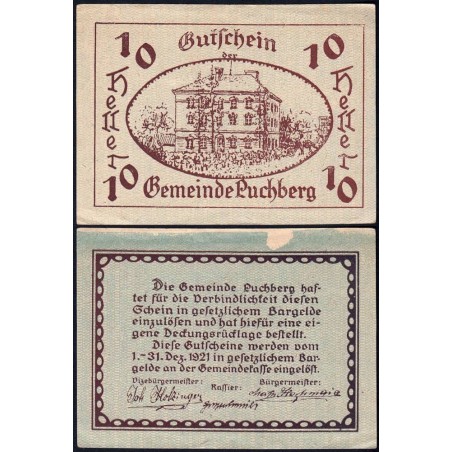 10 Gutschein 10
der
Heller Heller
10 Gemeinde Puchberg 10
Die Gemeinde Puchberg haf-
tet für die Verbindlichkeit diesen
Schein in gesetzlichem Bargelde
einzulösen und hat hiefür eine ei-
gene Deckungsrücklage bestellt.
Diese Gutscheine werden vom
1.-31. Dez. 1921 in gesetzlichem Bar-
gelde an der Gemeindekasse eingelöst.
Vizebürgermeister: Kassier: Bürgermeister: